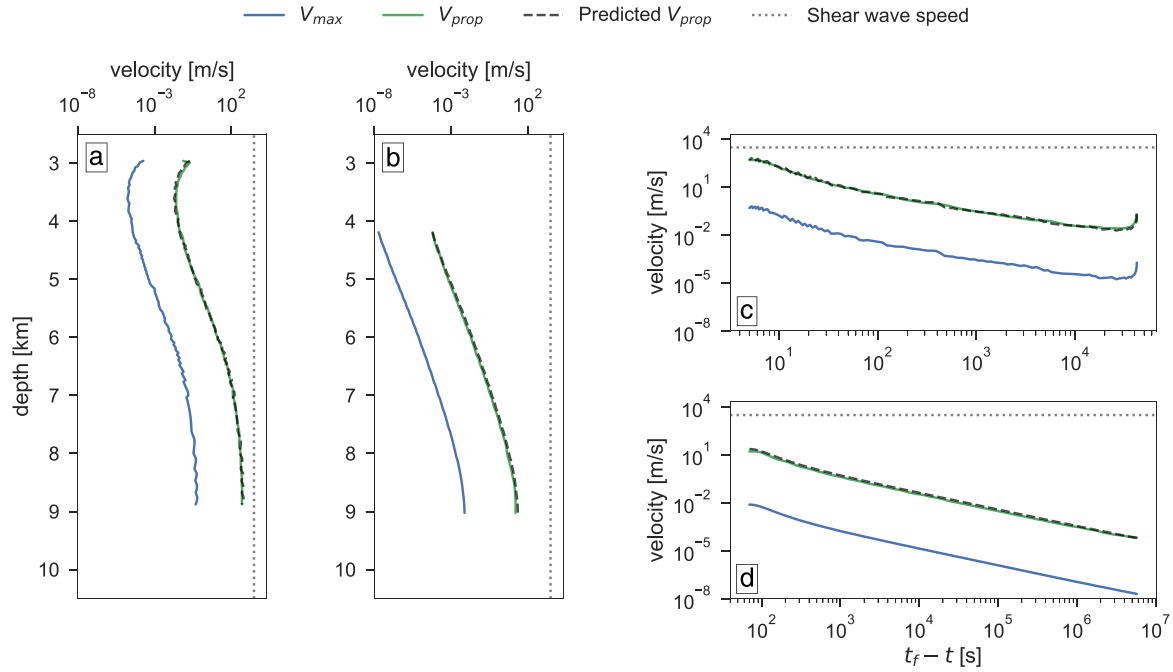 V_max V_prop Predicted V_prop Shear wave speed
velocity [m/s] velocity [m/s]
10^−8 10^−3 10^2 10^−8 10^−3 10^2
a
b
depth [km]
3 3
4 4
5 5
6 6
7 7
8 8
9 9
10 10
velocity [m/s]
10^4
10^1
10^−2
10^−5
10^−8
c
10^1 10^2 10^3 10^4
velocity [m/s]
10^4
10^1
10^−2
10^−5
10^−8
d
10^2 10^3 10^4 10^5 10^6 10^7
t_f − t [s]